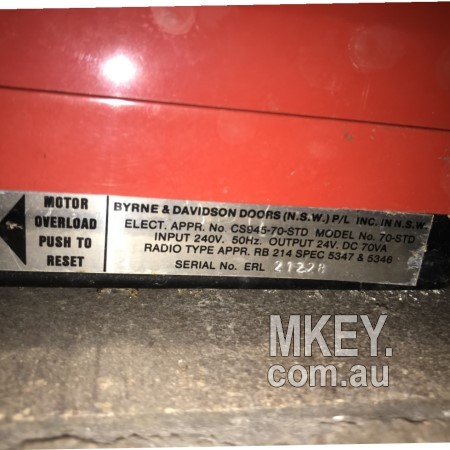 MOTOR
OVERLOAD
PUSH TO
RESET
BYRNE & DAVIDSON DOORS (N.S.W.) P/L INC. IN N.S.W.
ELECT. APPR. No. CS945-70-STD MODEL No. 70-STD
INPUT 240V. 50Hz. OUTPUT 24V. DC 70VA
RADIO TYPE APPR. RB 214 SPEC 5347 & 5346
SERIAL No. ERL 21228
MKEY.
com.au